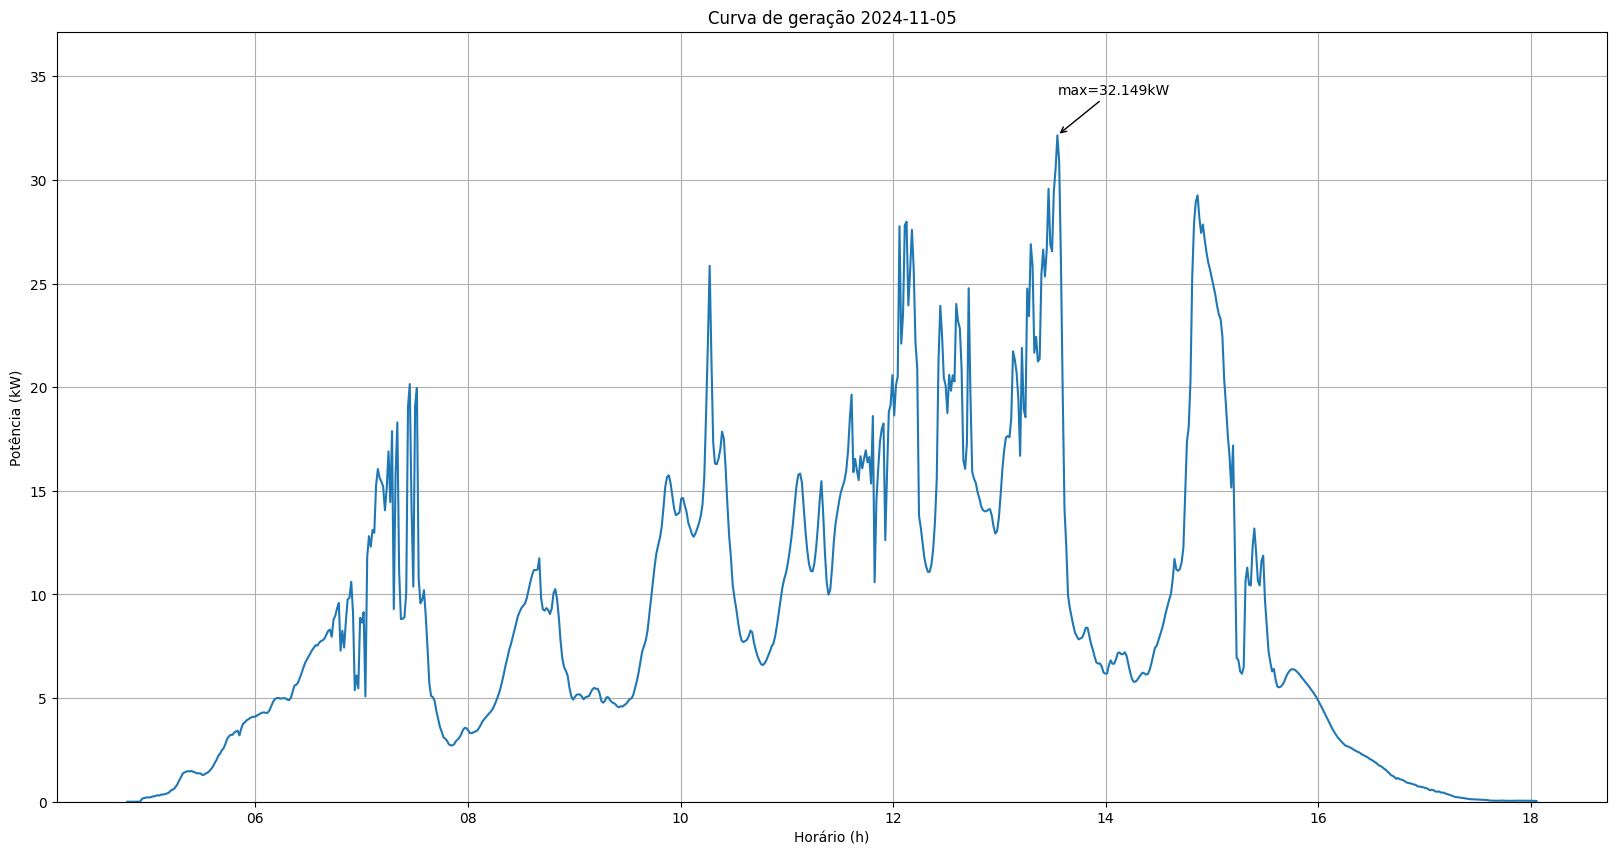 Curva de geração 2024-11-05
max=32.149kW
Potência (kW)
35
30
25
20
15
10
5
0
06 08 10 12 14 16 18
Horário (h)